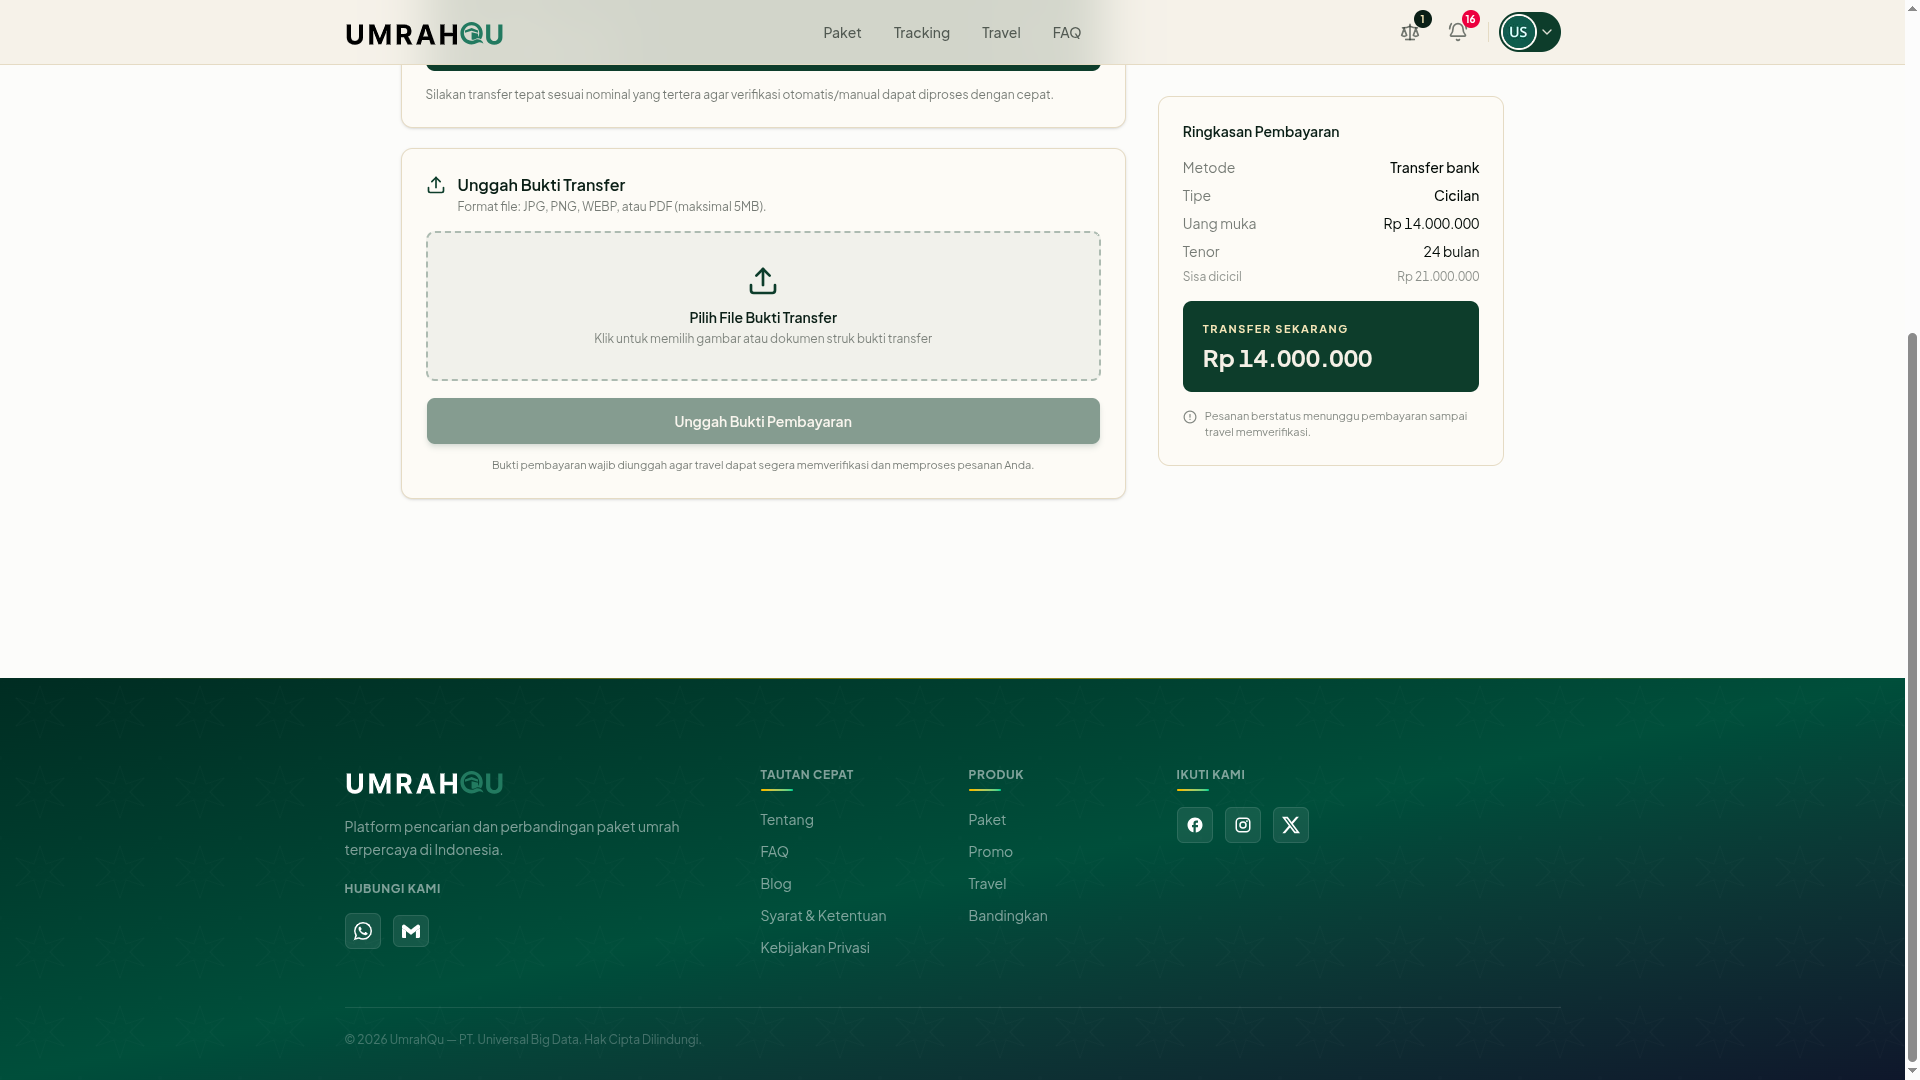 UMRAHQU
Paket
Tracking
Travel
FAQ
1
16
US
Silakan transfer tepat sesuai nominal yang tertera agar verifikasi otomatis/manual dapat diproses dengan cepat.
Unggah Bukti Transfer
Format file: JPG, PNG, WEBP, atau PDF (maksimal 5MB).
Pilih File Bukti Transfer
Klik untuk memilih gambar atau dokumen struk bukti transfer
Unggah Bukti Pembayaran
Bukti pembayaran wajib diunggah agar travel dapat segera memverifikasi dan memproses pesanan Anda.
Ringkasan Pembayaran
Metode Transfer bank
Tipe Cicilan
Uang muka Rp 14.000.000
Tenor 24 bulan
Sisa dicicil Rp 21.000.000
TRANSFER SEKARANG
Rp 14.000.000
Pesanan berstatus menunggu pembayaran sampai
travel memverifikasi.
UMRAHQU
Platform pencarian dan perbandingan paket umrah
terpercaya di Indonesia.
HUBUNGI KAMI
TAUTAN CEPAT
Tentang
FAQ
Blog
Syarat & Ketentuan
Kebijakan Privasi
PRODUK
Paket
Promo
Travel
Bandingkan
IKUTI KAMI
© 2026 UmrahQu — PT. Universal Big Data. Hak Cipta Dilindungi.